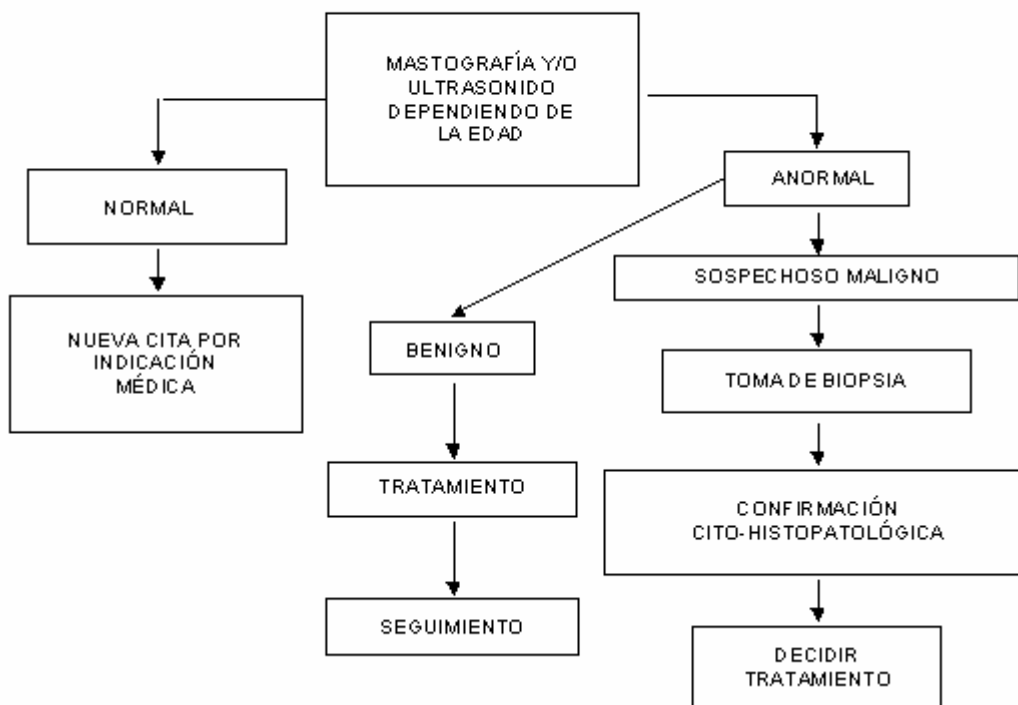 MASTOGRAFÍA Y/O
ULTRASONIDO
DEPENDIENDO DE
LA EDAD
NORMAL
NUEVA CITA POR
INDICACIÓN
MÉDICA
ANORMAL
BENIGNO
TRATAMIENTO
SEGUIMIENTO
SOSPECHOSO MALIGNO
TOMA DE BIOPSIA
CONFIRMACIÓN
CITO-HISTOPATOLÓGICA
DECIDIR
TRATAMIENTO